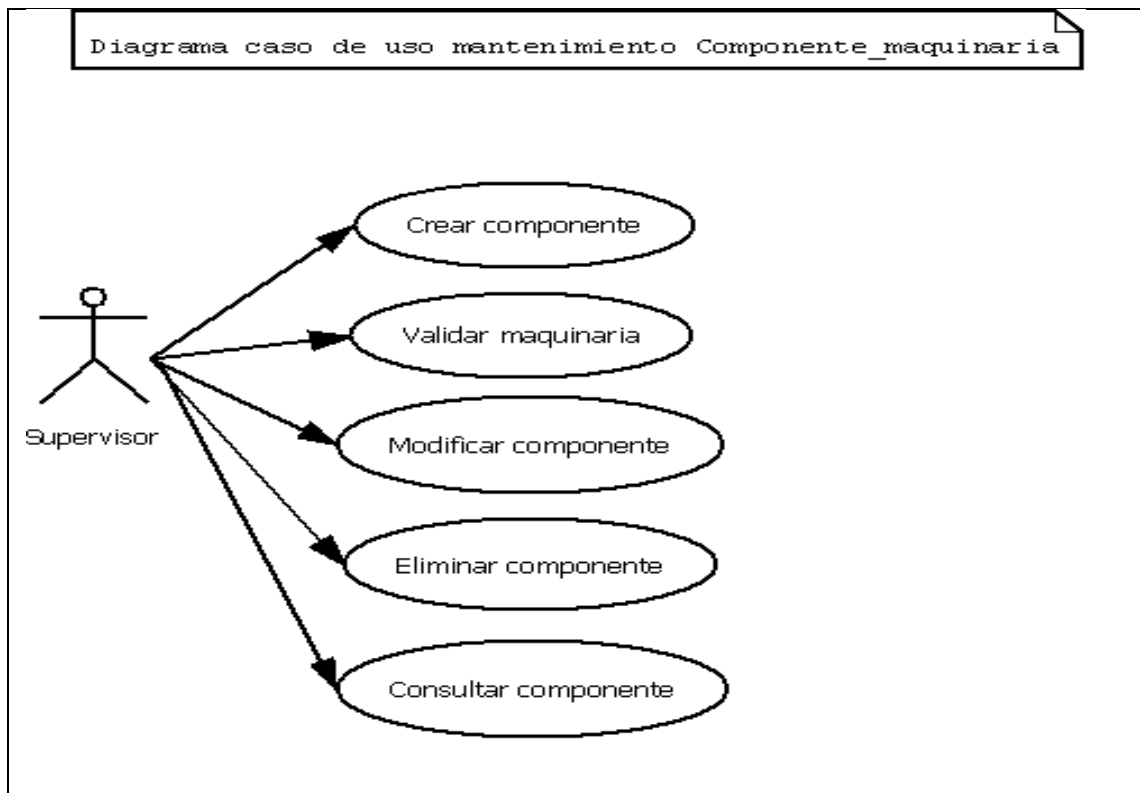 Diagrama caso de uso mantenimiento Componente_maquinaria
Crear componente
Validar maquinaria
Modificar componente
Supervisor
Eliminar componente
Consultar componente